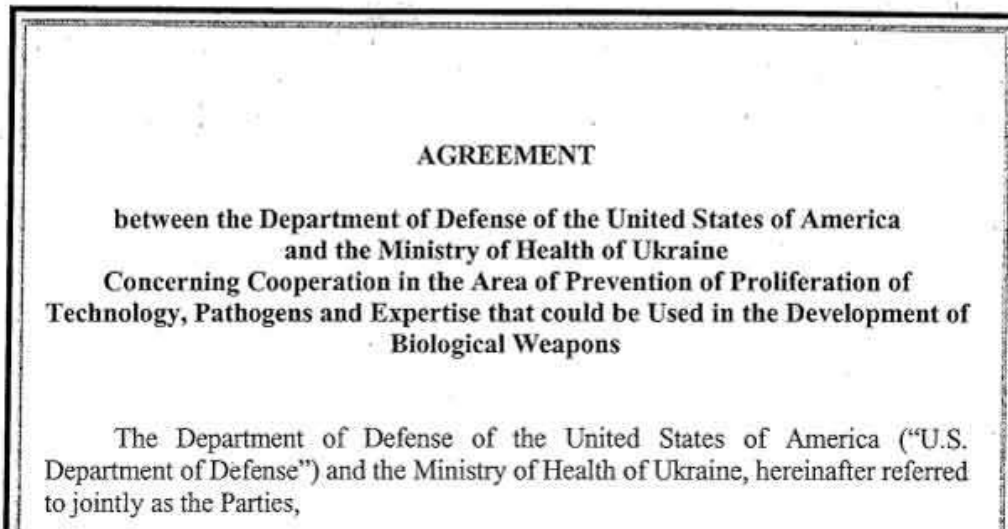 AGREEMENT
between the Department of Defense of the United States of America
and the Ministry of Health of Ukraine
Concerning Cooperation in the Area of Prevention of Proliferation of
Technology, Pathogens and Expertise that could be Used in the Development of
Biological Weapons
The Department of Defense of the United States of America (“U.S.
Department of Defense”) and the Ministry of Health of Ukraine, hereinafter referred
to jointly as the Parties,